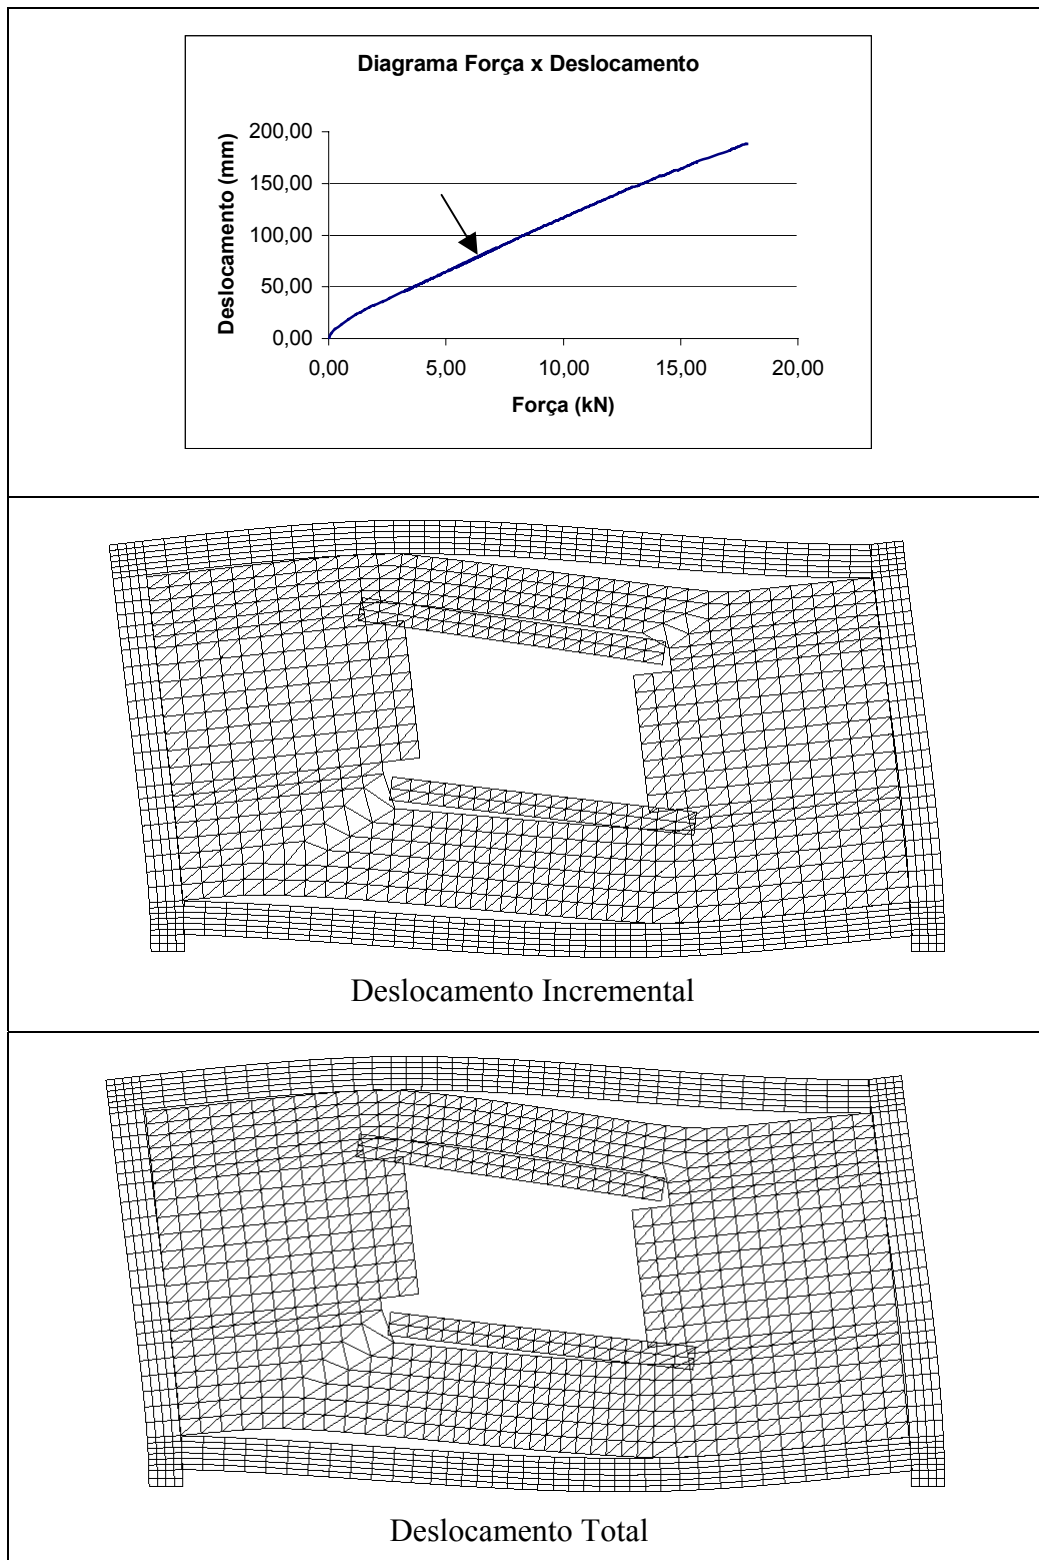 Diagrama Força x Deslocamento
Deslocamento (mm)
200,00
150,00
100,00
50,00
0,00
0,00 5,00 10,00 15,00 20,00
Força (kN)
Deslocamento Incremental
Deslocamento Total